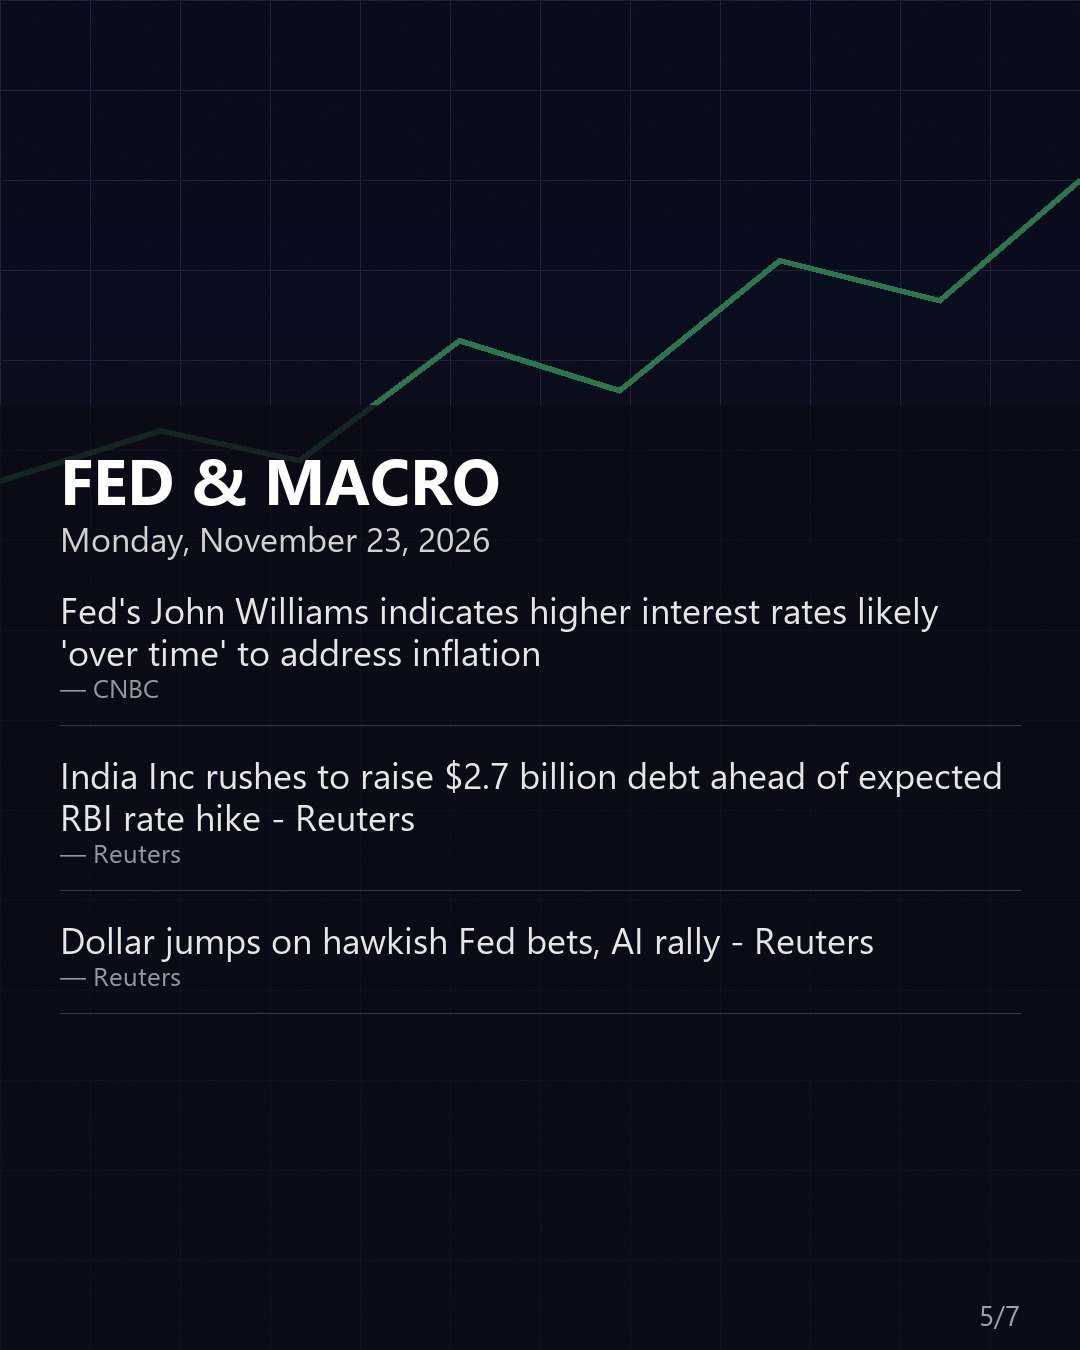 FED & MACRO
Monday, November 23, 2026
Fed's John Williams indicates higher interest rates likely
'over time' to address inflation
— CNBC
India Inc rushes to raise $2.7 billion debt ahead of expected
RBI rate hike - Reuters
— Reuters
Dollar jumps on hawkish Fed bets, AI rally - Reuters
— Reuters
5/7